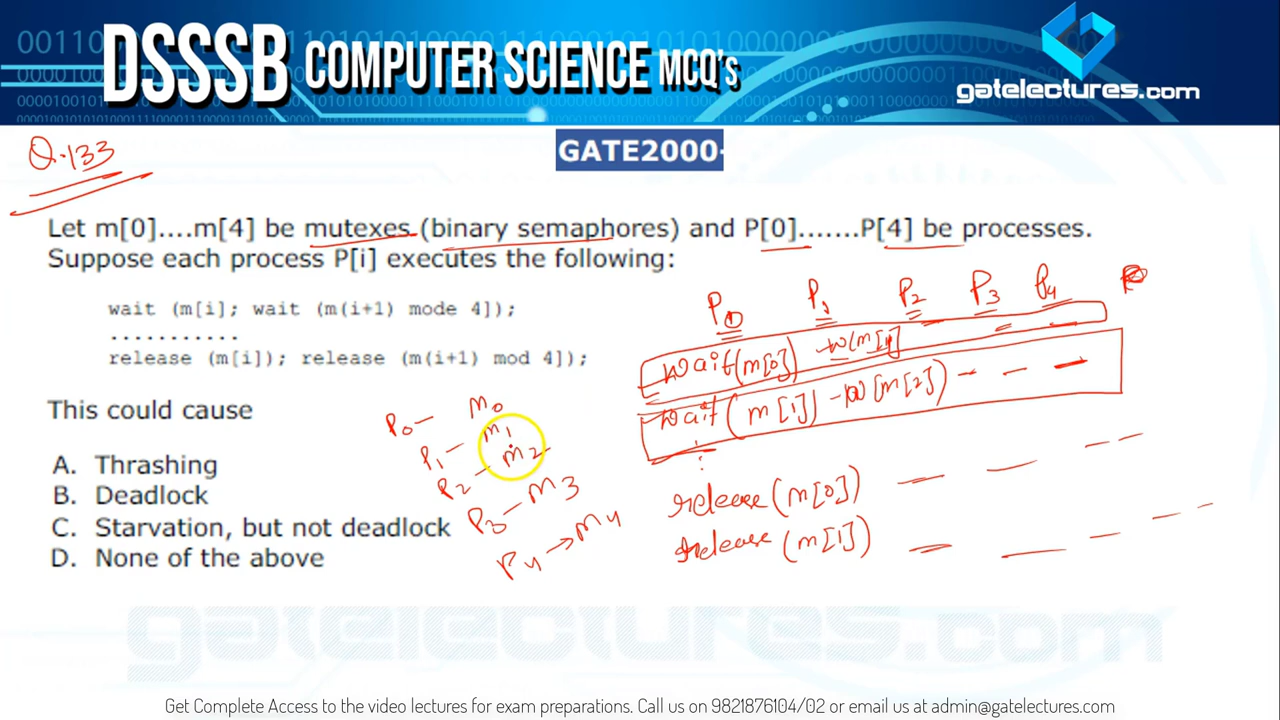 DSSSB COMPUTER SCIENCE MCQ's
gatelectures.com
Q.133
GATE2000
Let m[0]....m[4] be mutexes (binary semaphores) and P[0].......P[4] be processes.
Suppose each process P[i] executes the following:
wait (m[i]; wait (m(i+1) mode 4]);
...........
release (m[i]); release (m(i+1) mod 4]);
This could cause
A. Thrashing
B. Deadlock
C. Starvation, but not deadlock
D. None of the above
P0 – M0
P1 – M1
P2 – M2
P3 – M3
P4 → M4
P1 P2 P3 P4
wait(m[0]) – W(m[1])
wait(m[1]) – W(m[2]) – – –
release(m[0])
release(m[1])
gatelectures.com
Get Complete Access to the video lectures for exam preparations. Call us on 9821876104/02 or email us at admin@gatelectures.com